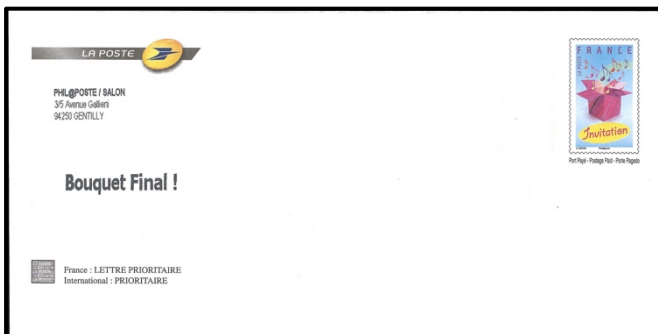 LA POSTE
PHIL@POSTE / SALON
3/5 Avenue Gallieni
94250 GENTILLY
Bouquet Final !
France : LETTRE PRIORITAIRE
International : PRIORITAIRE
FRANCE
LA POSTE
Invitation
Port Payé - Postage Paid - Porte Pagado